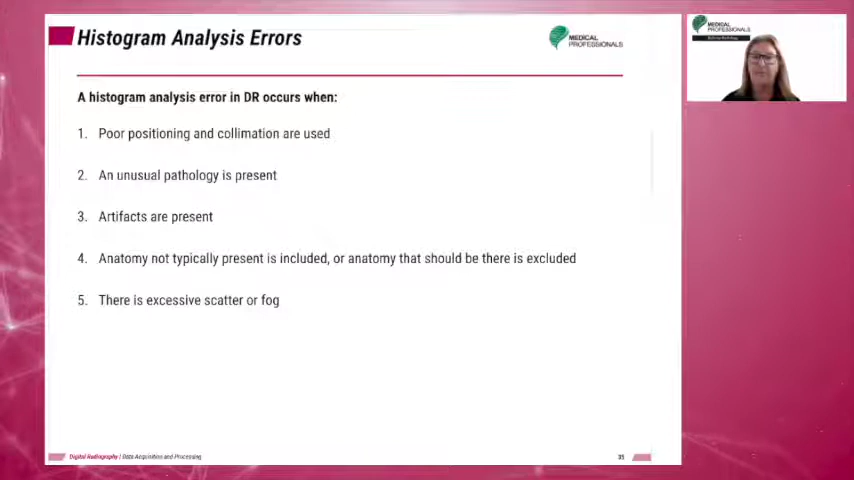 Histogram Analysis Errors
MEDICAL
PROFESSIONALS
A histogram analysis error in DR occurs when:
1. Poor positioning and collimation are used
2. An unusual pathology is present
3. Artifacts are present
4. Anatomy not typically present is included, or anatomy that should be there is excluded
5. There is excessive scatter or fog
Digital Radiography | Data Acquisition and Processing
35
MEDICAL
PROFESSIONALS